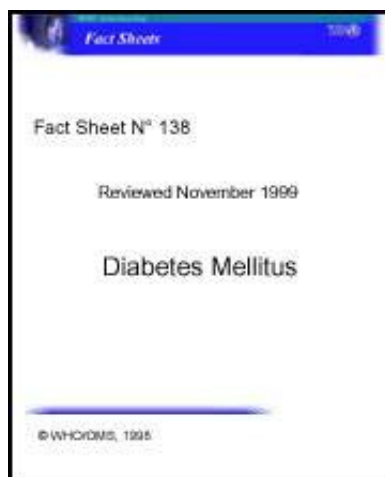 Fact Sheets
Fact Sheet N° 138
Reviewed November 1999
Diabetes Mellitus
© WHO/OMS, 1998